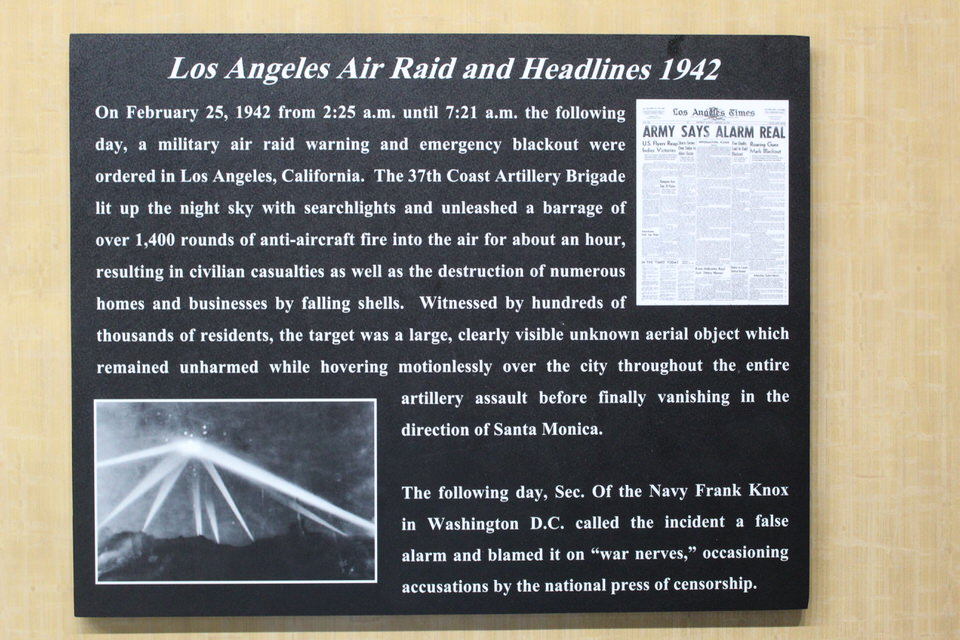 Los Angeles Air Raid and Headlines 1942
On February 25, 1942 from 2:25 a.m. until 7:21 a.m. the following
day, a military air raid warning and emergency blackout were
ordered in Los Angeles, California. The 37th Coast Artillery Brigade
lit up the night sky with searchlights and unleashed a barrage of
over 1,400 rounds of anti-aircraft fire into the air for about an hour,
resulting in civilian casualties as well as the destruction of numerous
homes and businesses by falling shells. Witnessed by hundreds of
thousands of residents, the target was a large, clearly visible unknown aerial object which
remained unharmed while hovering motionlessly over the city throughout the entire
artillery assault before finally vanishing in the
direction of Santa Monica.
The following day, Sec. Of the Navy Frank Knox
in Washington D.C. called the incident a false
alarm and blamed it on “war nerves,” occasioning
accusations by the national press of censorship.
Los Angeles Times
ARMY SAYS ALARM REAL
U.S. Flyers Reap
Indies Victories
Roaring Guns
Mark Blackout